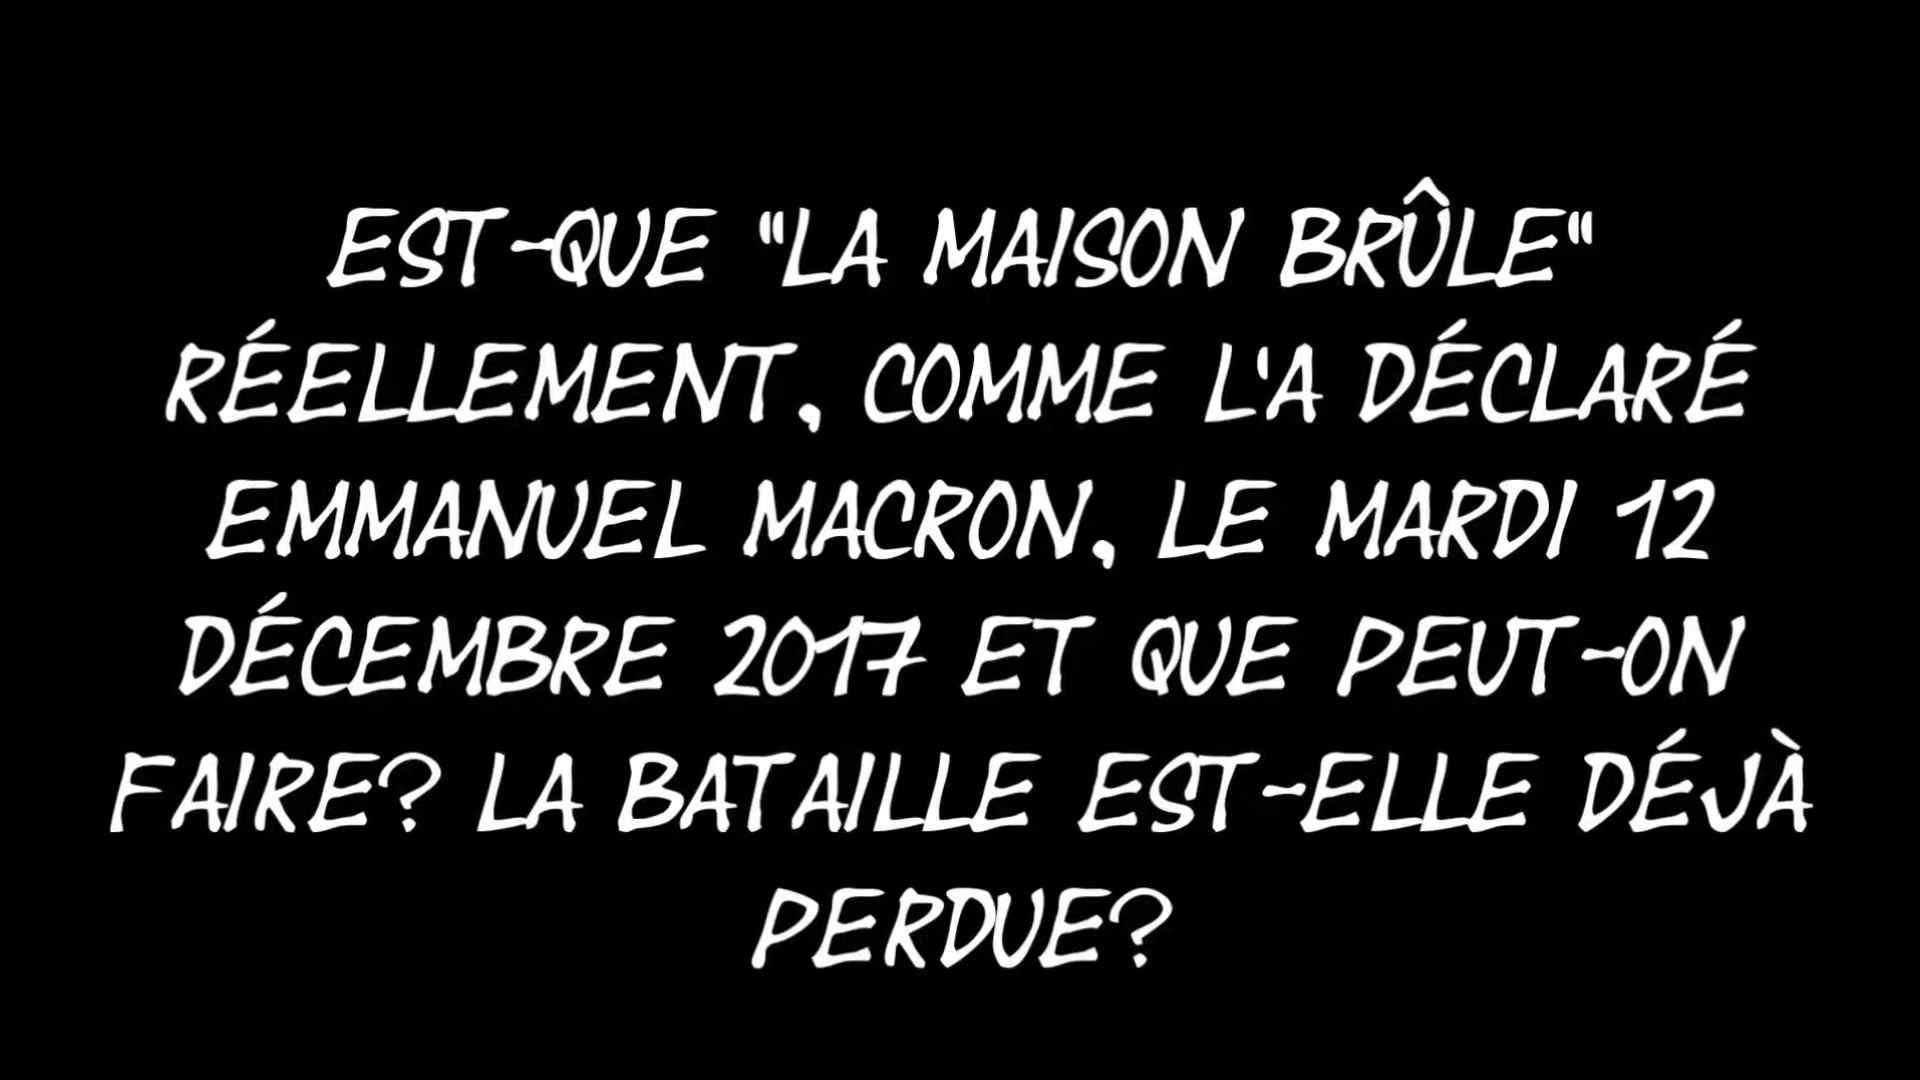 EST-QUE "LA MAISON BRÛLE"
RÉELLEMENT, COMME L'A DÉCLARÉ
EMMANUEL MACRON, LE MARDI 12
DÉCEMBRE 2017 ET QUE PEUT-ON
FAIRE? LA BATAILLE EST-ELLE DÉJÀ
PERDUE?